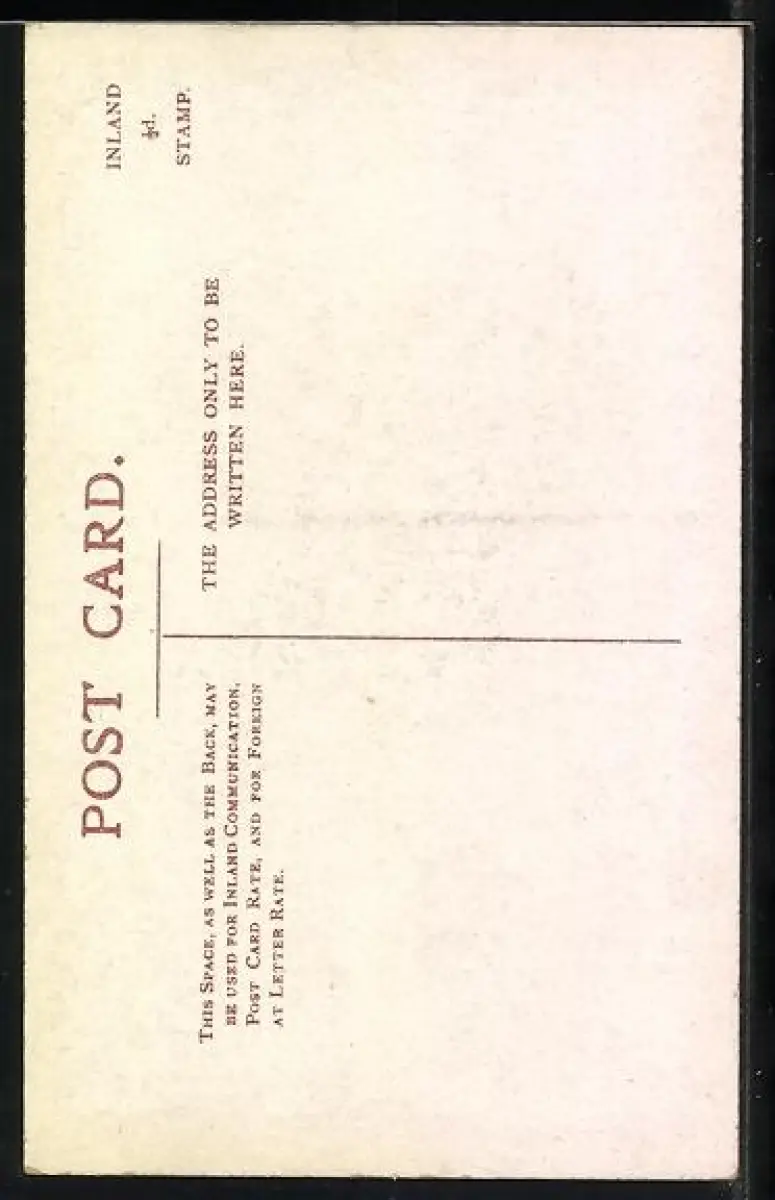 POST CARD.
INLAND
½d.
STAMP.
THIS SPACE, AS WELL AS THE BACK, MAY
BE USED FOR INLAND COMMUNICATION,
POST CARD RATE, AND FOR FOREIGN
AT LETTER RATE.
THE ADDRESS ONLY TO BE
WRITTEN HERE.